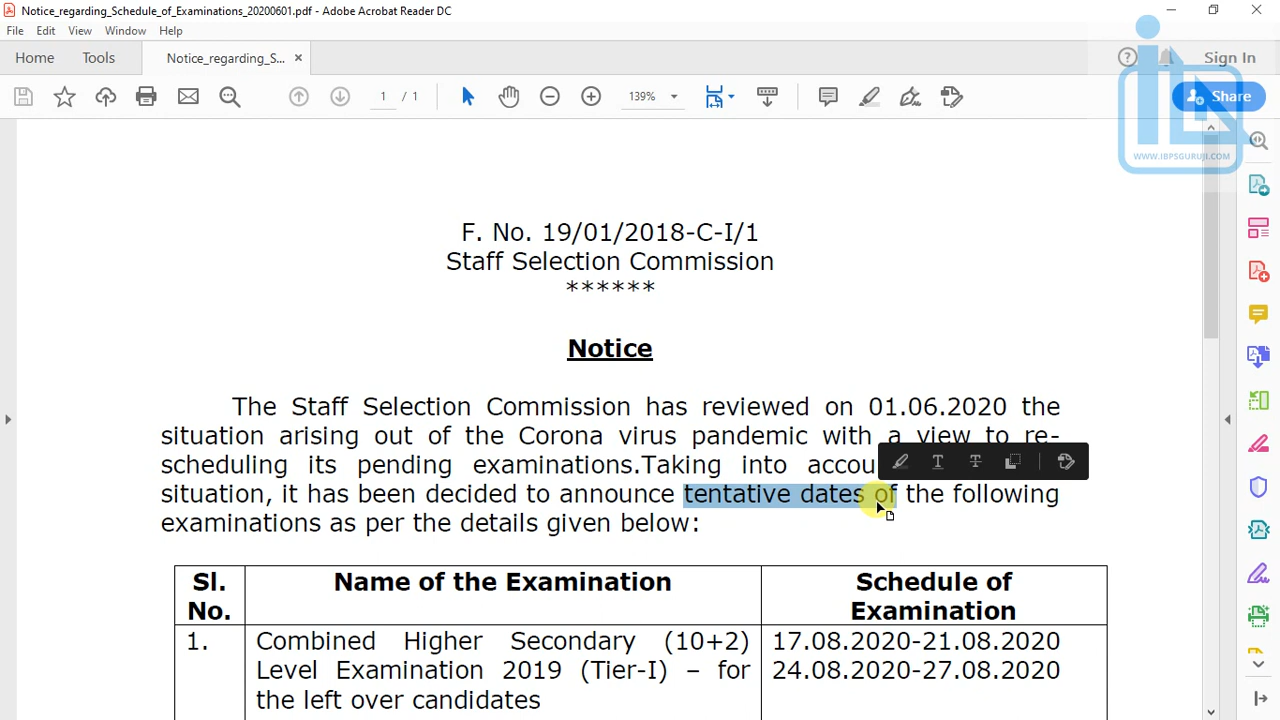 Notice_regarding_Schedule_of_Examinations_20200601.pdf - Adobe Acrobat Reader DC
File Edit View Window Help
Home Tools Notice_regarding_S... × Sign In
1 / 1 139% Share
WWW.IBPSGURUJI.COM
F. No. 19/01/2018-C-I/1
Staff Selection Commission
******
Notice
The Staff Selection Commission has reviewed on 01.06.2020 the
situation arising out of the Corona virus pandemic with a view to re-
scheduling its pending examinations.Taking into accou
situation, it has been decided to announce tentative dates of the following
examinations as per the details given below:
Sl. No. Name of the Examination Schedule of Examination
1. Combined Higher Secondary (10+2) 17.08.2020-21.08.2020
Level Examination 2019 (Tier-I) – for 24.08.2020-27.08.2020
the left over candidates